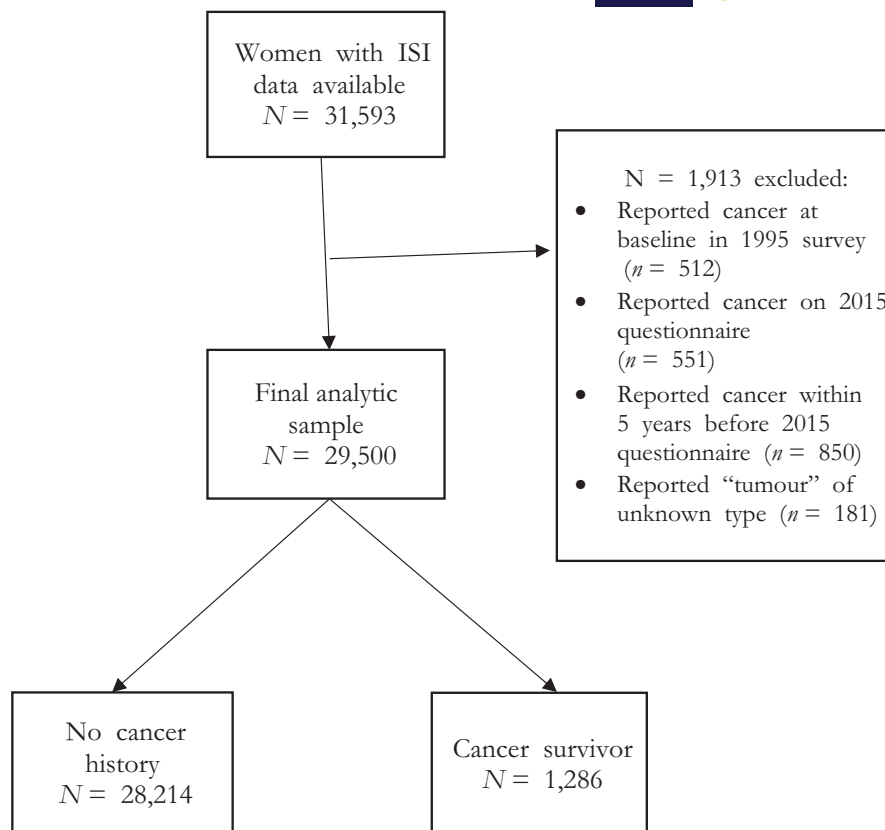 Women with ISI
data available
N = 31,593
N = 1,913 excluded:
• Reported cancer at
baseline in 1995 survey
(n = 512)
• Reported cancer on 2015
questionnaire
(n = 551)
• Reported cancer within
5 years before 2015
questionnaire (n = 850)
• Reported “tumour” of
unknown type (n = 181)
Final analytic
sample
N = 29,500
No cancer
history
N = 28,214
Cancer survivor
N = 1,286